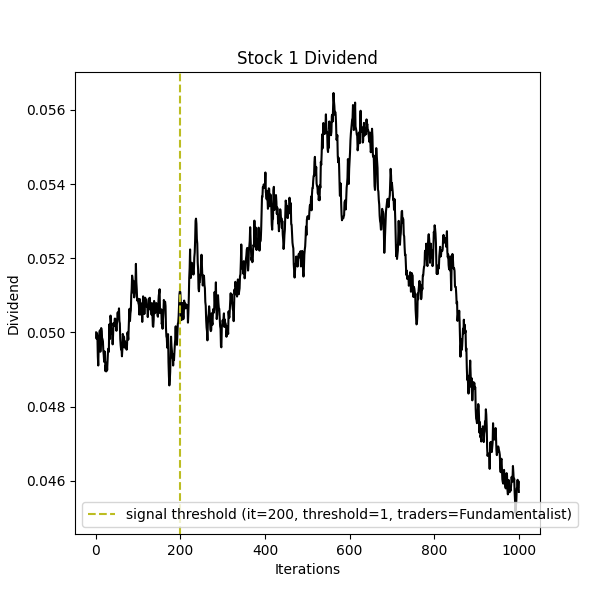 Stock 1 Dividend
0.056
0.054
0.052
0.050
0.048
0.046
Dividend
signal threshold (it=200, threshold=1, traders=Fundamentalist)
0 200 400 600 800 1000
Iterations